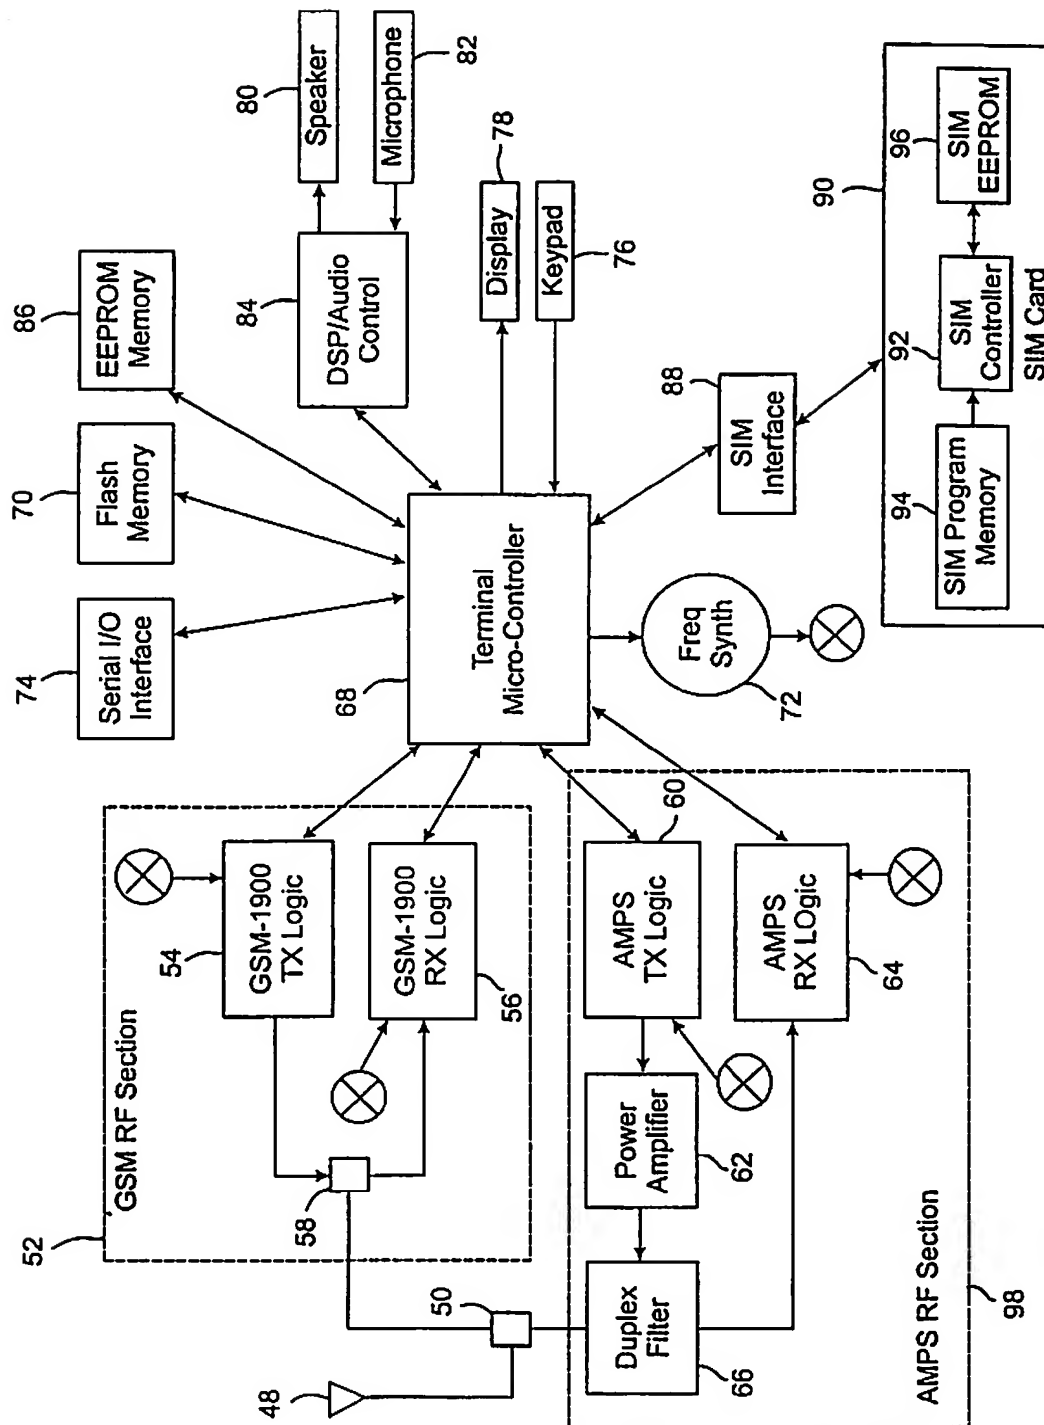 52
GSM RF Section
54
GSM-1900
TX Logic
GSM-1900
RX Logic
56
58
48
50
AMPS
TX Logic
60
Power
Amplifier
62
AMPS
RX LOgic
64
Duplex
Filter
66
AMPS RF Section
98
74
Serial I/O
Interface
70
Flash
Memory
86
EEPROM
Memory
68
Terminal
Micro-Controller
84
DSP/Audio
Control
80
Speaker
Microphone
82
Display
78
Keypad
76
Freq
Synth
72
88
SIM
Interface
90
94
SIM Program
Memory
92
SIM
Controller
96
SIM
EEPROM
SIM Card